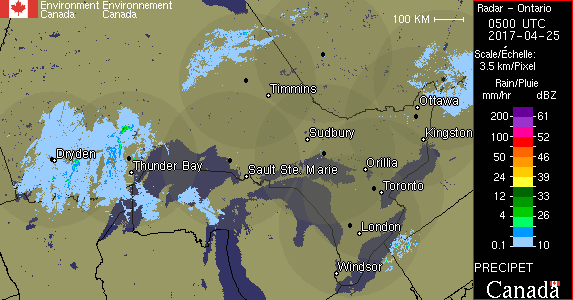 Environment Environnement
Canada Canada
100 KM
Timmins
Ottawa
Sudbury
Kingston
Dryden
Thunder Bay
Sault Ste. Marie
Orillia
Toronto
London
Windsor
Radar - Ontario
0500 UTC
2017-04-25
Scale/Échelle:
3.5 km/Pixel
Rain/Pluie
mm/hr dBZ
200 61
100 52
50 46
24 39
12 33
4 26
0.1 10
PRECIPET
Canada